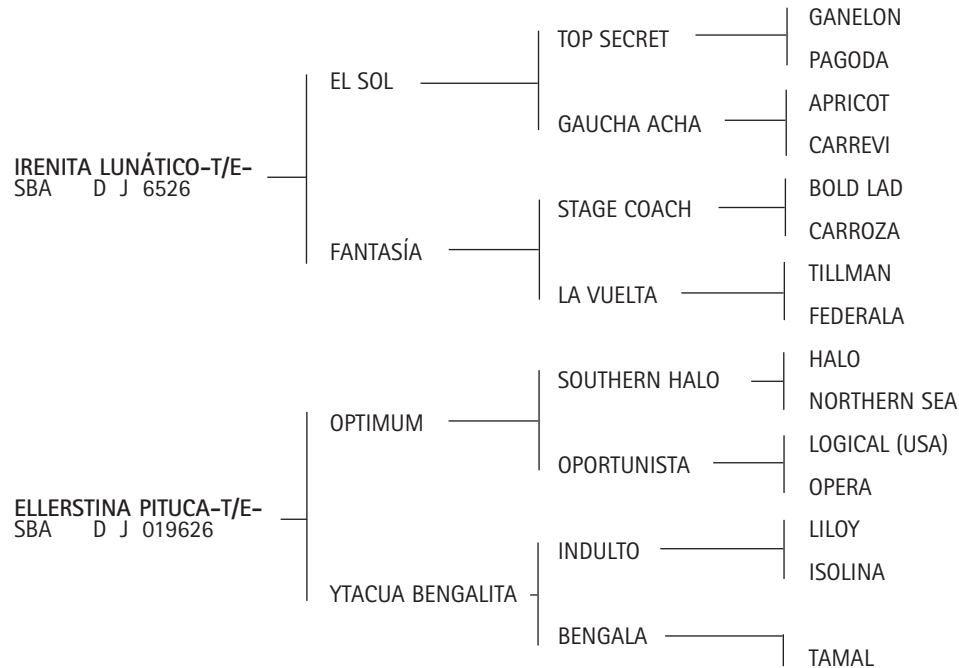 GANELON
TOP SECRET
PAGODA
EL SOL
APRICOT
GAUCHA ACHA
CARREVI
IRENITA LUNÁTICO-T/E-
SBA D J 6526
BOLD LAD
STAGE COACH
CARROZA
FANTASÍA
TILLMAN
LA VUELTA
FEDERALA
HALO
SOUTHERN HALO
NORTHERN SEA
OPTIMUM
LOGICAL (USA)
OPORTUNISTA
OPERA
ELLERSTINA PITUCA-T/E-
SBA D J 019626
LILOY
INDULTO
ISOLINA
YTACUA BENGALITA
BENGALA
TAMAL